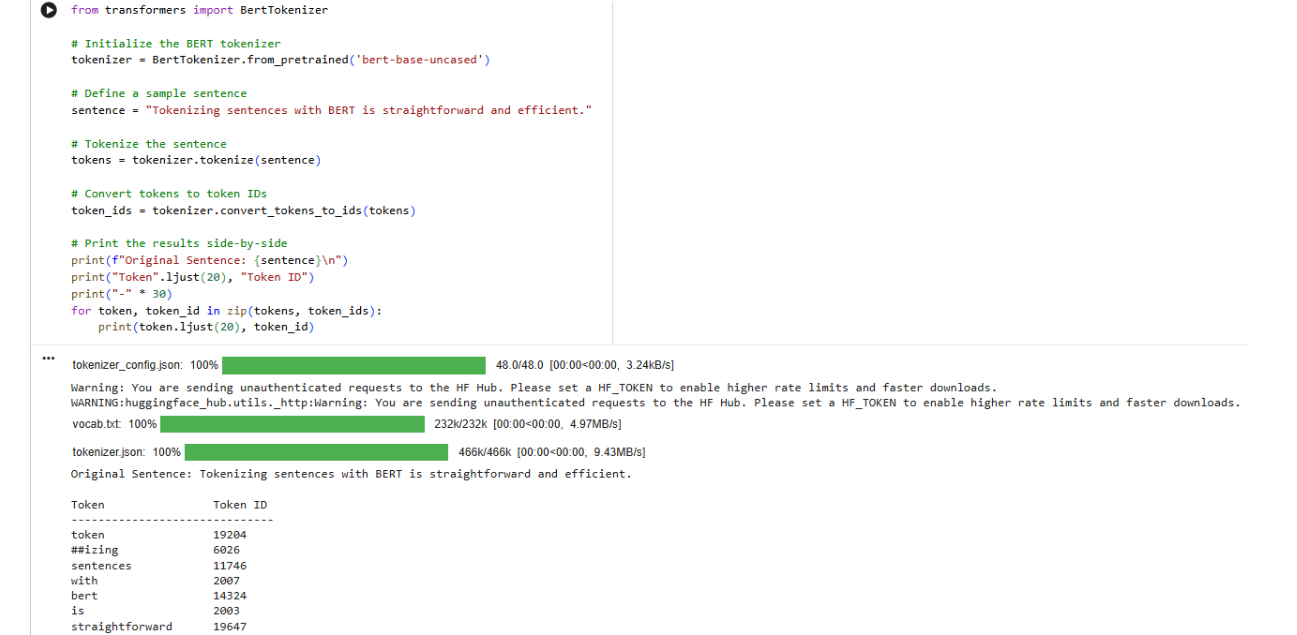 from transformers import BertTokenizer
# Initialize the BERT tokenizer
tokenizer = BertTokenizer.from_pretrained('bert-base-uncased')
# Define a sample sentence
sentence = "Tokenizing sentences with BERT is straightforward and efficient."
# Tokenize the sentence
tokens = tokenizer.tokenize(sentence)
# Convert tokens to token IDs
token_ids = tokenizer.convert_tokens_to_ids(tokens)
# Print the results side-by-side
print(f"Original Sentence: {sentence}\n")
print("Token".ljust(20), "Token ID")
print("-" * 30)
for token, token_id in zip(tokens, token_ids):
    print(token.ljust(20), token_id)
tokenizer_config.json: 100% 48.0/48.0 [00:00<00:00, 3.24kB/s]
Warning: You are sending unauthenticated requests to the HF Hub. Please set a HF_TOKEN to enable higher rate limits and faster downloads.
WARNING:huggingface_hub.utils._http:Warning: You are sending unauthenticated requests to the HF Hub. Please set a HF_TOKEN to enable higher rate limits and faster downloads.
vocab.txt: 100% 232k/232k [00:00<00:00, 4.97MB/s]
tokenizer.json: 100% 466k/466k [00:00<00:00, 9.43MB/s]
Original Sentence: Tokenizing sentences with BERT is straightforward and efficient.
Token                Token ID
------------------------------
token                19204
##izing              6026
sentences            11746
with                 2007
bert                 14324
is                   2003
straightforward      19647